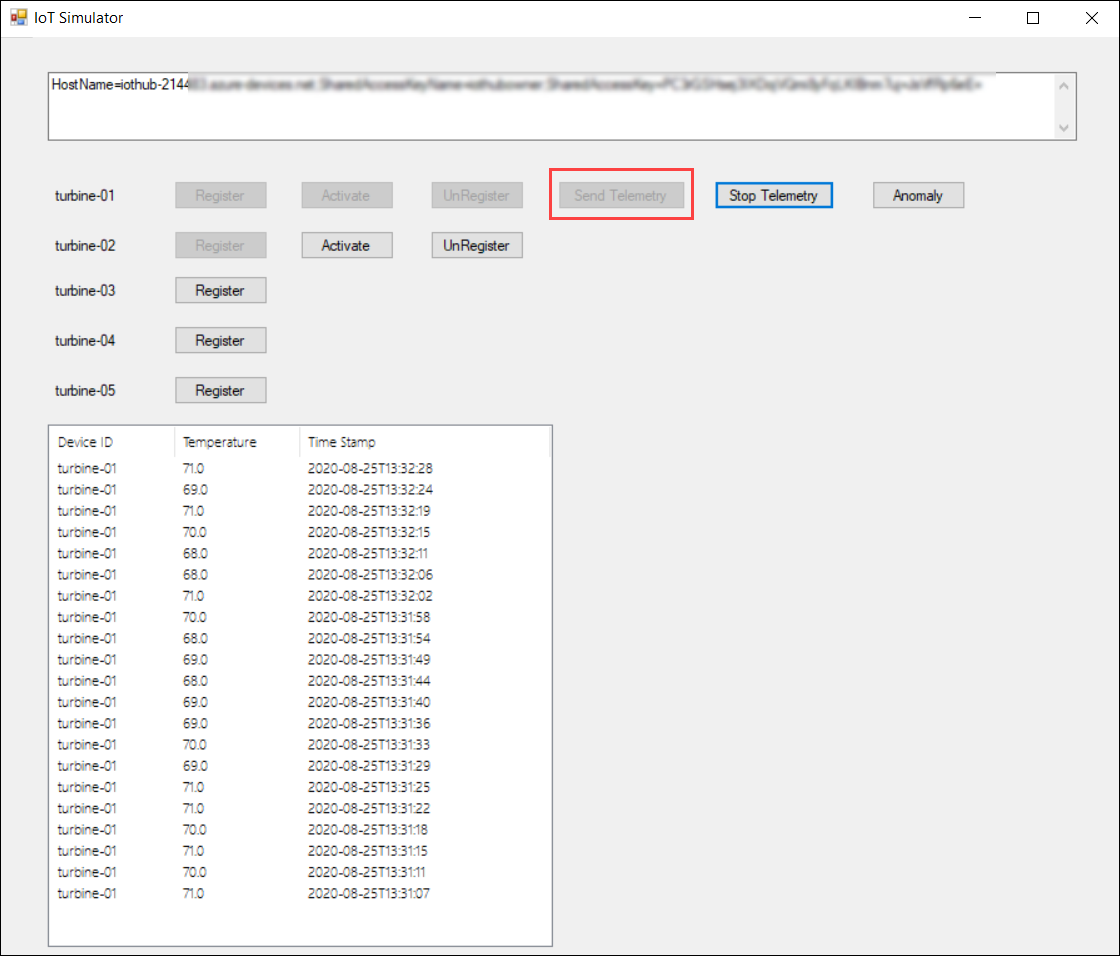 IoT Simulator
HostName=iothub-2144
turbine-01 Register Activate UnRegister Send Telemetry Stop Telemetry Anomaly
turbine-02 Register Activate UnRegister
turbine-03 Register
turbine-04 Register
turbine-05 Register
Device ID Temperature Time Stamp
turbine-01 71.0 2020-08-25T13:32:28
turbine-01 69.0 2020-08-25T13:32:24
turbine-01 71.0 2020-08-25T13:32:19
turbine-01 70.0 2020-08-25T13:32:15
turbine-01 68.0 2020-08-25T13:32:11
turbine-01 68.0 2020-08-25T13:32:06
turbine-01 71.0 2020-08-25T13:32:02
turbine-01 70.0 2020-08-25T13:31:58
turbine-01 68.0 2020-08-25T13:31:54
turbine-01 69.0 2020-08-25T13:31:49
turbine-01 68.0 2020-08-25T13:31:44
turbine-01 69.0 2020-08-25T13:31:40
turbine-01 69.0 2020-08-25T13:31:36
turbine-01 70.0 2020-08-25T13:31:33
turbine-01 69.0 2020-08-25T13:31:29
turbine-01 71.0 2020-08-25T13:31:25
turbine-01 71.0 2020-08-25T13:31:22
turbine-01 70.0 2020-08-25T13:31:18
turbine-01 71.0 2020-08-25T13:31:15
turbine-01 70.0 2020-08-25T13:31:11
turbine-01 71.0 2020-08-25T13:31:07